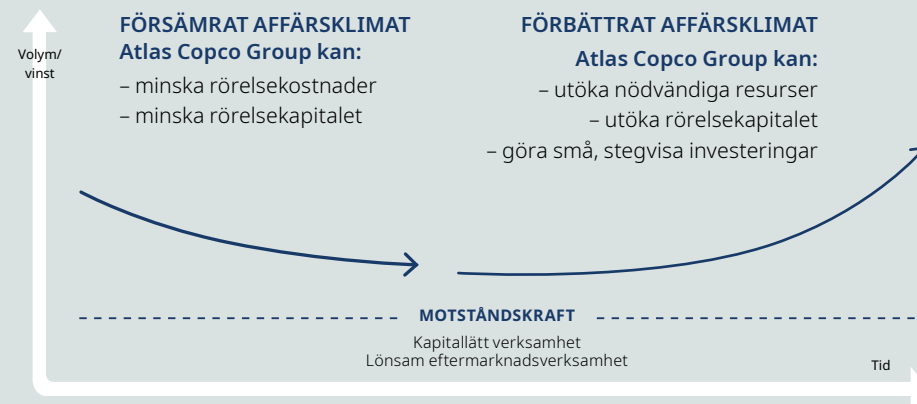 Volym/
vinst
FÖRSÄMRAT AFFÄRSKLIMAT
Atlas Copco Group kan:
– minska rörelsekostnader
– minska rörelsekapitalet
FÖRBÄTTRAT AFFÄRSKLIMAT
Atlas Copco Group kan:
– utöka nödvändiga resurser
– utöka rörelsekapitalet
– göra små, stegvisa investeringar
MOTSTÅNDSKRAFT
Kapitallätt verksamhet
Lönsam eftermarknadsverksamhet
Tid